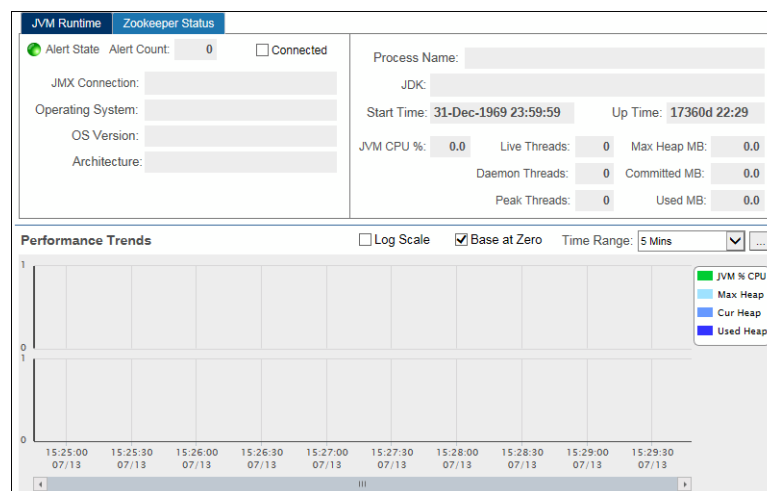 JVM Runtime Zookeeper Status
Alert State Alert Count: 0 Connected
JMX Connection:
Operating System:
OS Version:
Architecture:
Process Name:
JDK:
Start Time: 31-Dec-1969 23:59:59 Up Time: 17360d 22:29
JVM CPU %: 0.0 Live Threads: 0 Max Heap MB: 0.0
Daemon Threads: 0 Committed MB: 0.0
Peak Threads: 0 Used MB: 0.0
Performance Trends Log Scale Base at Zero Time Range: 5 Mins ...
1
0
1
0
JVM % CPU
Max Heap
Cur Heap
Used Heap
15:25:00 15:25:30 15:26:00 15:26:30 15:27:00 15:27:30 15:28:00 15:28:30 15:29:00 15:29:30
07/13 07/13 07/13 07/13 07/13 07/13 07/13 07/13 07/13 07/13